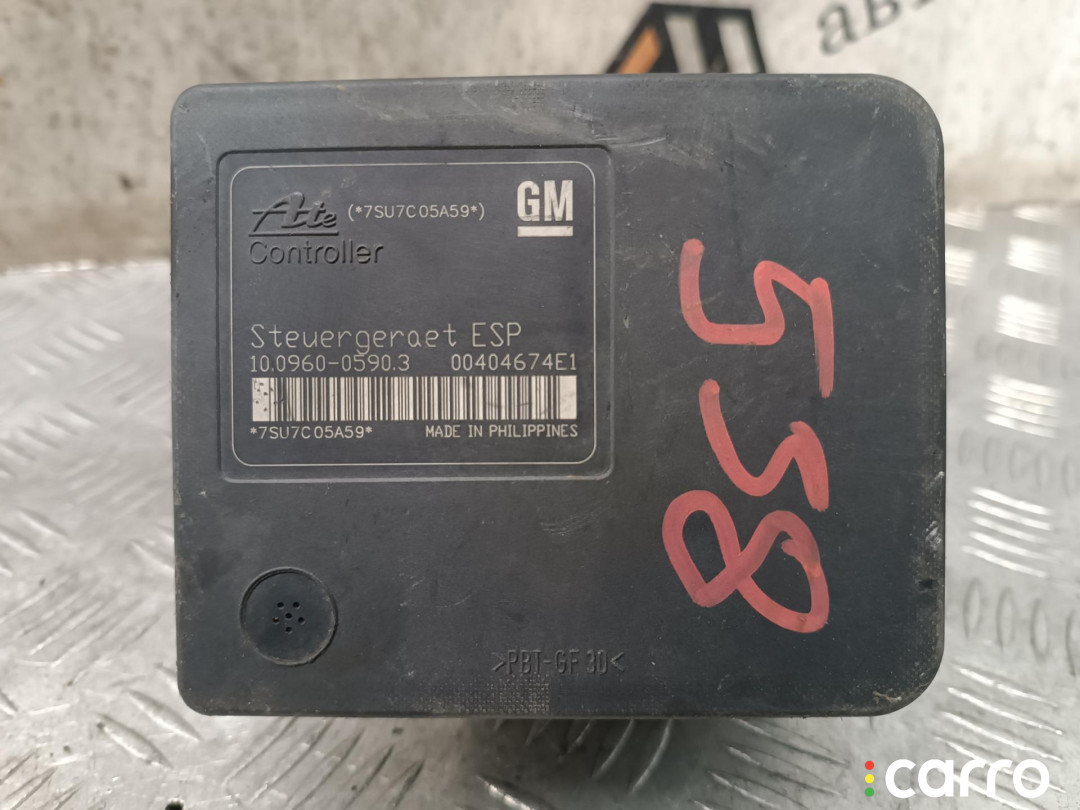 ав
Ate (*7SU7C05A59*) GM
Controller
Steuergeraet ESP
10.0960-0590.3 00404674E1
*7SU7C05A59* MADE IN PHILIPPINES
558
>PBT-GF30<
carro